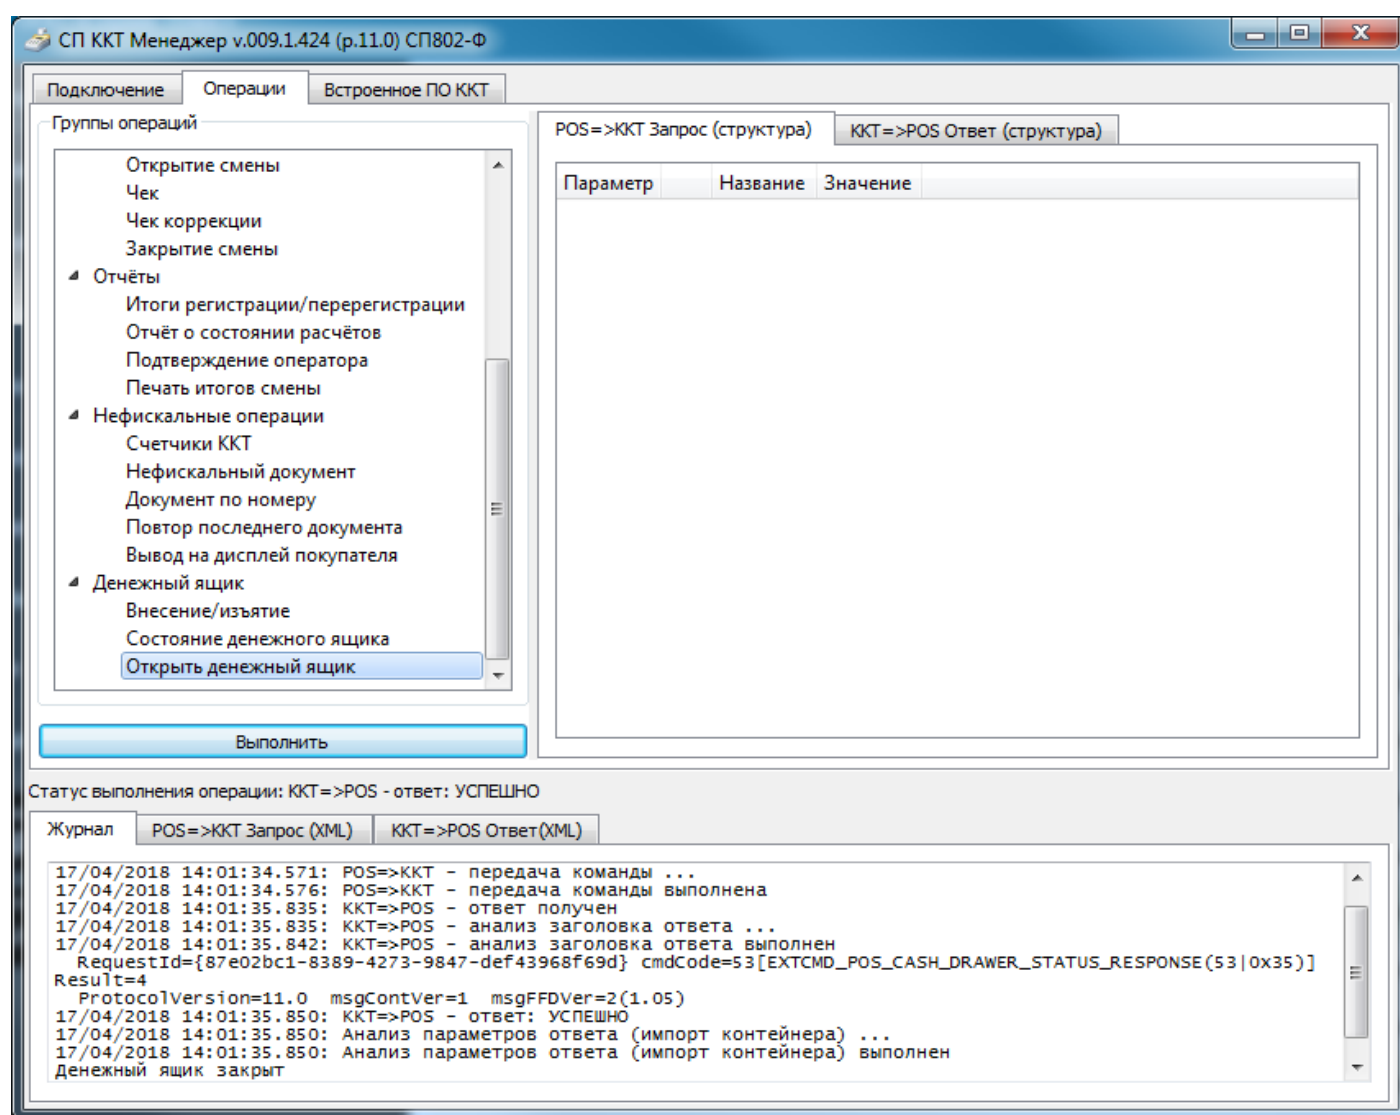 СП ККТ Менеджер v.009.1.424 (p.11.0) СП802-Ф
Подключение Операции Встроенное ПО ККТ
Группы операций
Открытие смены
Чек
Чек коррекции
Закрытие смены
Отчёты
Итоги регистрации/перерегистрации
Отчёт о состоянии расчётов
Подтверждение оператора
Печать итогов смены
Нефискальные операции
Счетчики ККТ
Нефискальный документ
Документ по номеру
Повтор последнего документа
Вывод на дисплей покупателя
Денежный ящик
Внесение/изъятие
Состояние денежного ящика
Открыть денежный ящик
Выполнить
POS=>ККТ Запрос (структура) ККТ=>POS Ответ (структура)
Параметр Название Значение
Статус выполнения операции: ККТ=>POS - ответ: УСПЕШНО
Журнал POS=>ККТ Запрос (XML) ККТ=>POS Ответ(XML)
17/04/2018 14:01:34.571: POS=>ККТ - передача команды ...
17/04/2018 14:01:34.576: POS=>ККТ - передача команды выполнена
17/04/2018 14:01:35.835: ККТ=>POS - ответ получен
17/04/2018 14:01:35.835: ККТ=>POS - анализ заголовка ответа ...
17/04/2018 14:01:35.842: ККТ=>POS - анализ заголовка ответа выполнен
RequestId={87e02bc1-8389-4273-9847-def43968f69d} cmdCode=53[EXTCMD_POS_CASH_DRAWER_STATUS_RESPONSE(53|0x35)]
Result=4
ProtocolVersion=11.0 msgContVer=1 msgFFDVer=2(1.05)
17/04/2018 14:01:35.850: ККТ=>POS - ответ: УСПЕШНО
17/04/2018 14:01:35.850: Анализ параметров ответа (импорт контейнера) ...
17/04/2018 14:01:35.850: Анализ параметров ответа (импорт контейнера) выполнен
Денежный ящик закрыт